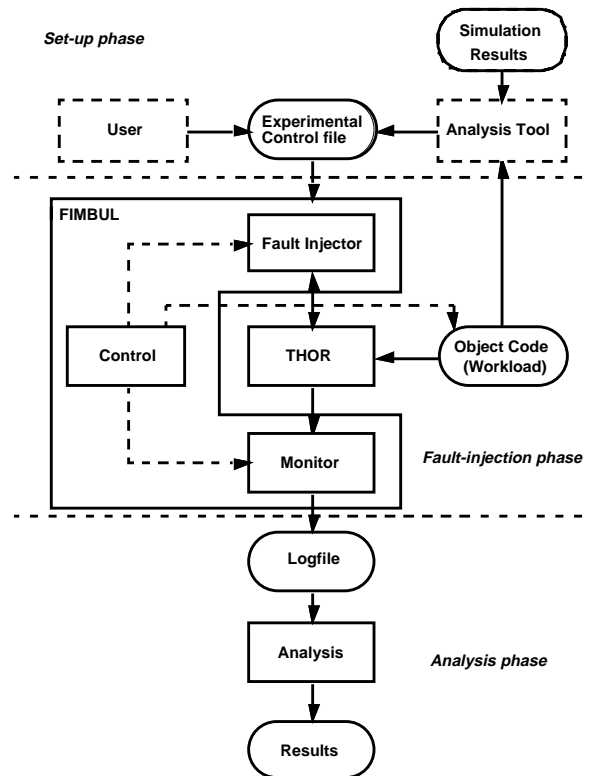 Set-up phase
Simulation
Results
User
Experimental
Control file
Analysis Tool
FIMBUL
Fault Injector
Control
THOR
Object Code
(Workload)
Monitor
Fault-injection phase
Logfile
Analysis
Analysis phase
Results